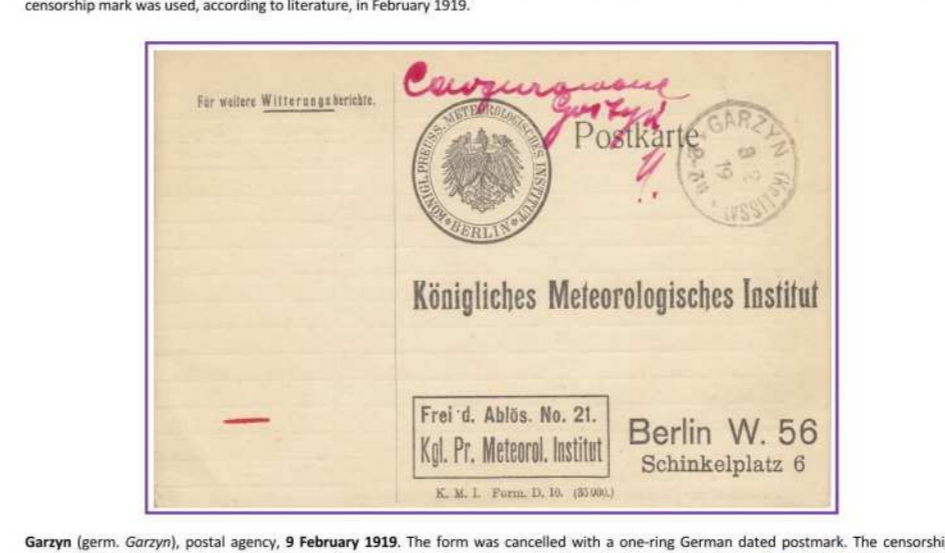 censorship mark was used, according to literature, in February 1919.
Für weitere Witterungsberichte.
KÖNIGL. PREUSS. METEOROLOGISCHES INSTITUT
*BERLIN*
Gostyń
Postkarte
GARZYN
19
Königliches Meteorologisches Institut
Frei d. Ablös. No. 21.
Kgl. Pr. Meteorol. Institut
Berlin W. 56
Schinkelplatz 6
K. M. I. Form. D. 10. (35000.)
Garzyn (germ. Garzyn), postal agency, 9 February 1919. The form was cancelled with a one-ring German dated postmark. The censorshi